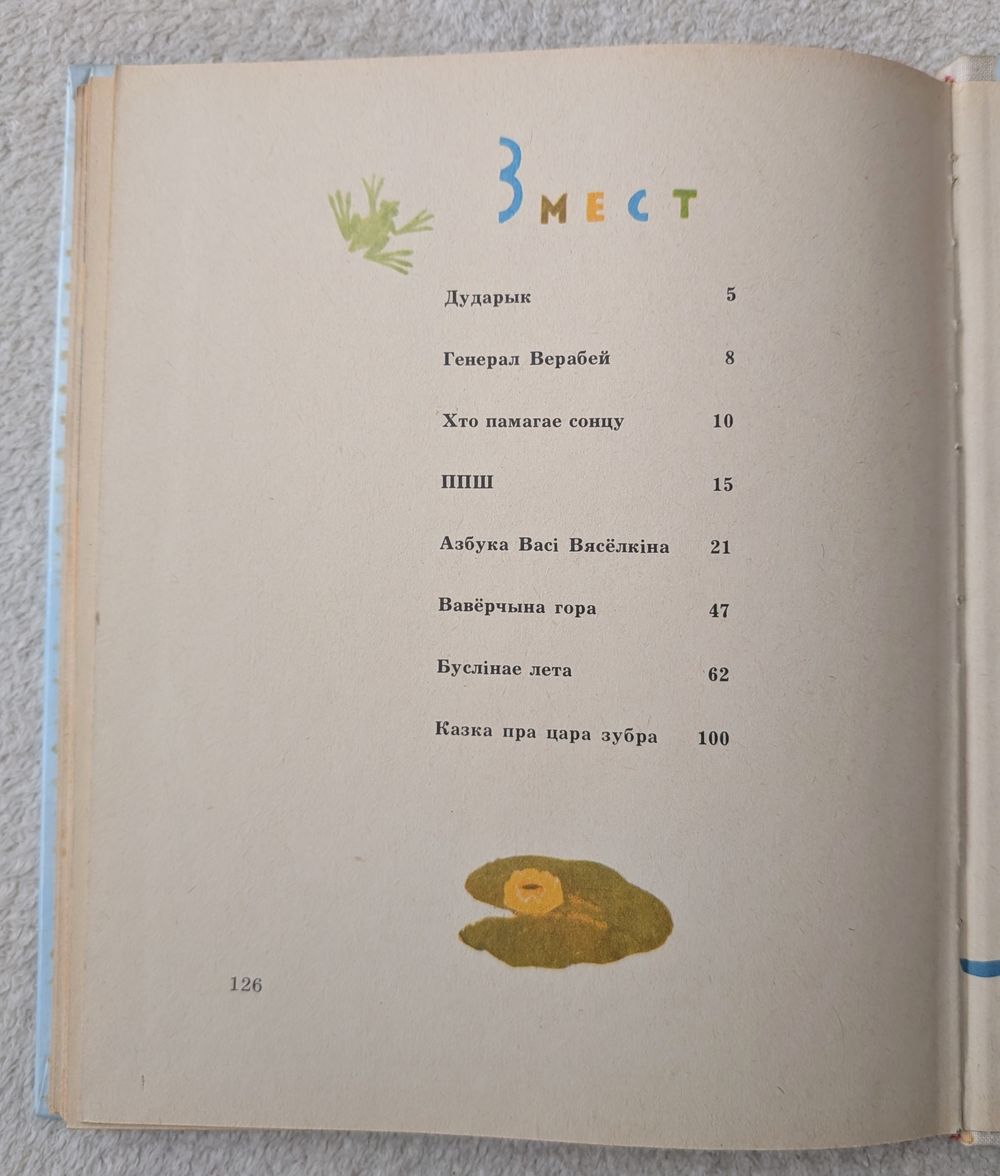 Змест
Дударык 5
Генерал Верабей 8
Хто памагае сонцу 10
ППШ 15
Азбука Васі Вясёлкіна 21
Вавёрчына гора 47
Буслінае лета 62
Казка пра цара зубра 100
126